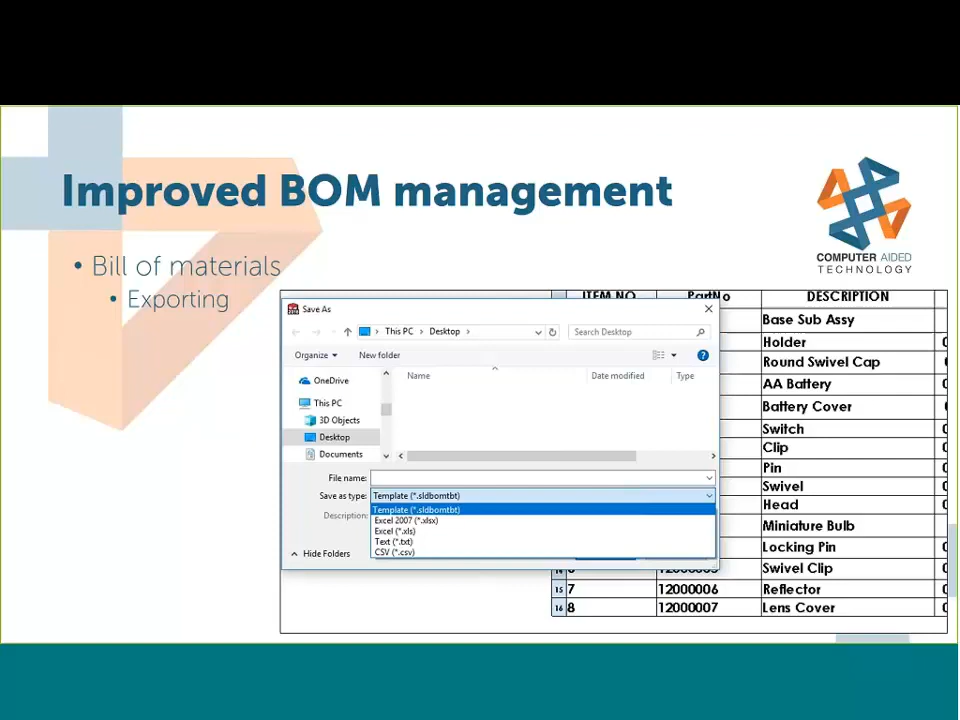 Improved BOM management
• Bill of materials
• Exporting
COMPUTER AIDED
TECHNOLOGY
ITEM NO. PartNo DESCRIPTION
Save As
This PC > Desktop >
Search Desktop
Organize
New folder
Name
Date modified
Type
OneDrive
This PC
3D Objects
Desktop
Documents
File name:
Save as type: Template (*.sldbomtbt)
Description:
Template (*.sldbomtbt)
Excel 2007 (*.xlsx)
Excel (*.xls)
Text (*.txt)
CSV (*.csv)
Hide Folders
Base Sub Assy
Holder
Round Swivel Cap
AA Battery
Battery Cover
Switch
Clip
Pin
Swivel
Head
Miniature Bulb
Locking Pin
Swivel Clip
15 7 12000006 Reflector
16 8 12000007 Lens Cover